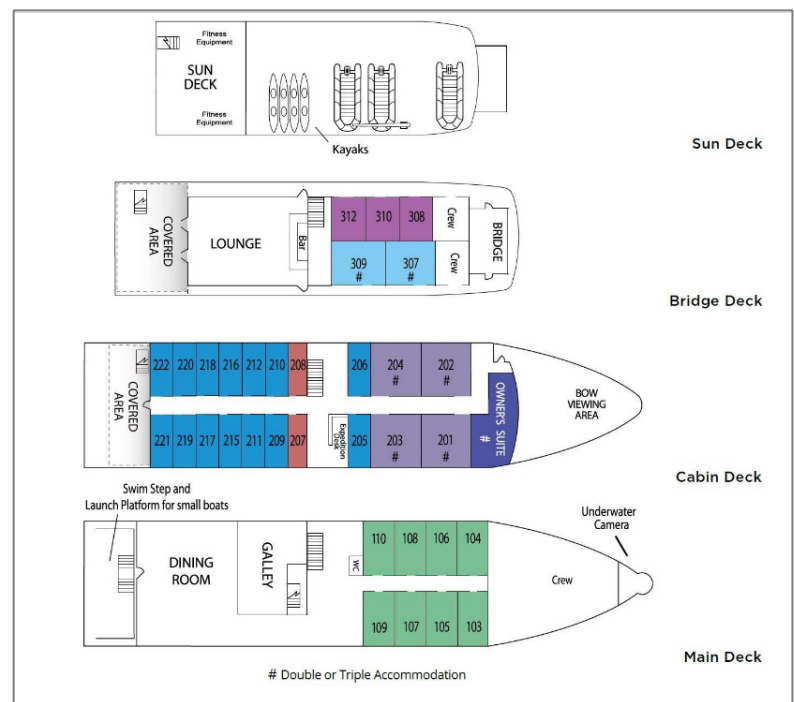 Fitness
Equipment
SUN
DECK
Fitness
Equipment
Kayaks
Sun Deck
COVERED
AREA
LOUNGE
Bar
312
310
308
Crew
309
#
307
#
Crew
BRIDGE
Bridge Deck
COVERED
AREA
222
220
218
216
212
210
208
206
204
#
202
#
221
219
217
215
211
209
207
Expedition
Desk
205
203
#
201
#
OWNER'S SUITE
#
BOW
VIEWING
AREA
Cabin Deck
Swim Step and
Launch Platform for small boats
Underwater
Camera
DINING
ROOM
GALLEY
WC
110
108
106
104
109
107
105
103
Crew
Main Deck
# Double or Triple Accommodation